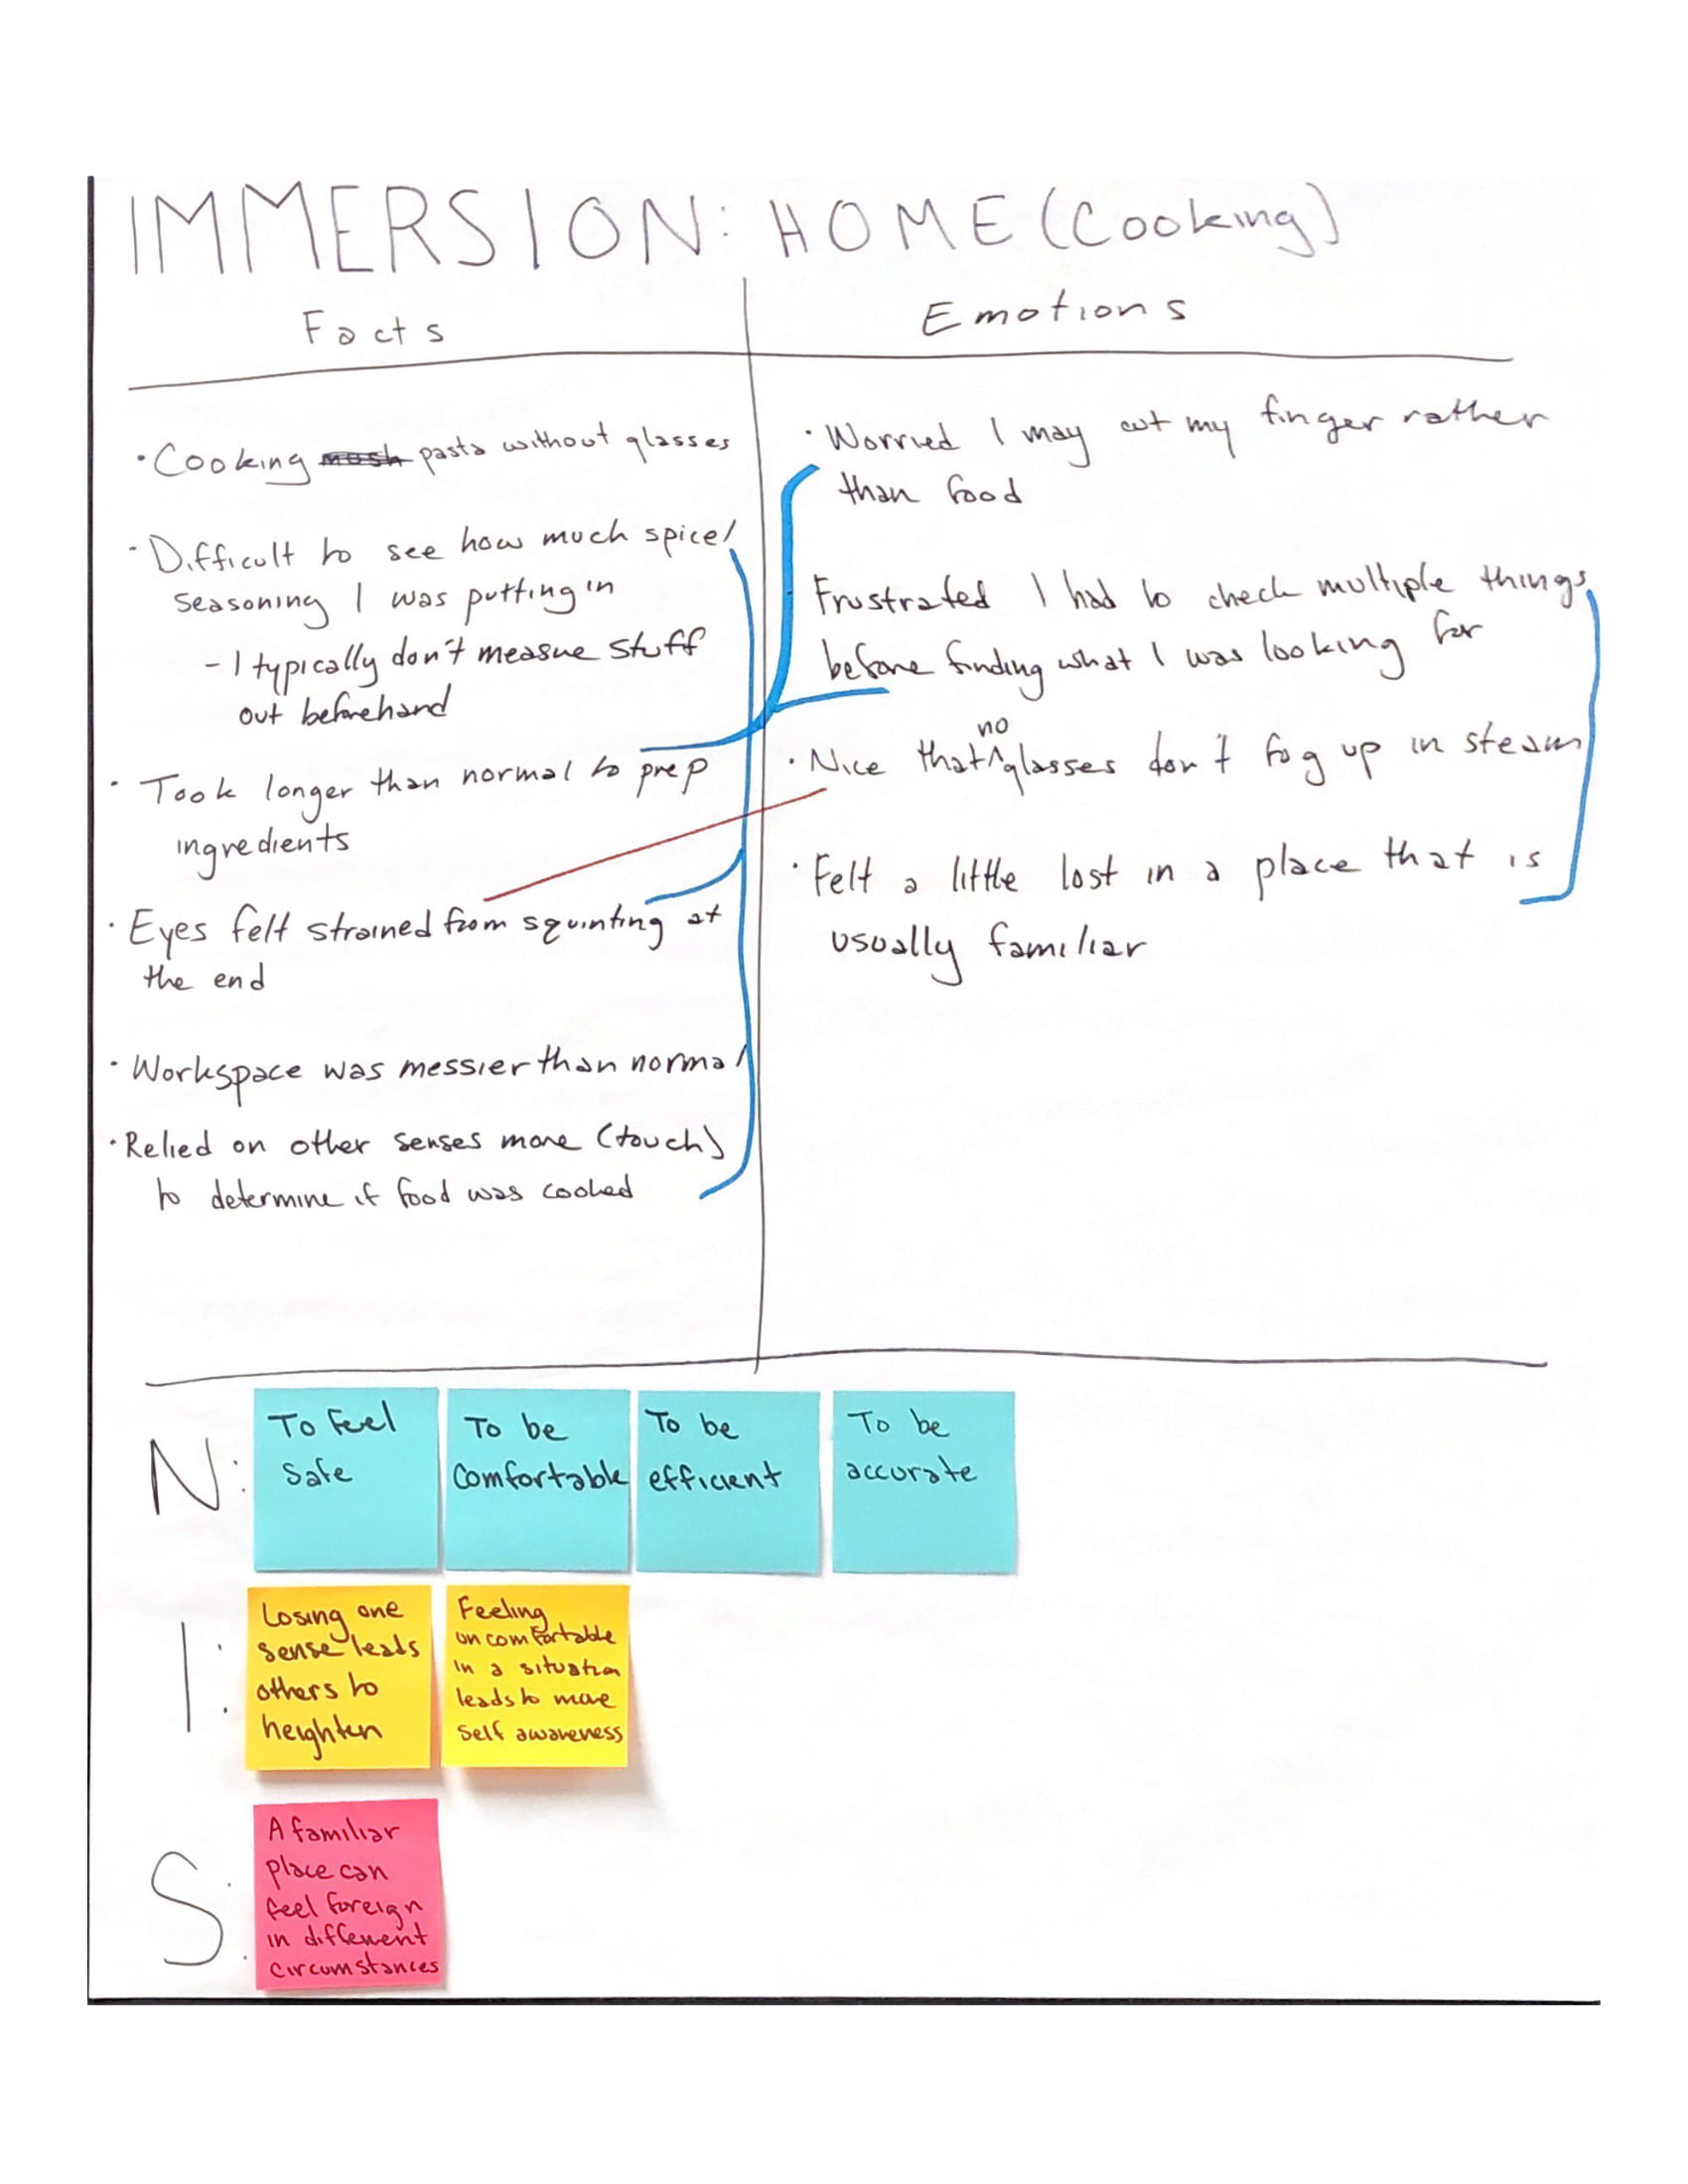 IMMERSION: HOME (Cooking)
Facts
• Cooking pasta without glasses
- Difficult to see how much spice/
seasoning I was putting in
- I typically don't measue stuff
out beforehand
• Took longer than normal to prep
ingredients
• Eyes felt strained from squinting at
the end
• Workspace was messier than normal
• Relied on other senses more (touch)
to determine if food was cooked
Emotions
• Worried I may cut my finger rather
than food
• Frustrated I had to check multiple things
before finding what I was looking for
• Nice that ^no glasses don't fog up in steam
• Felt a little lost in a place that is
usually familiar
N:
To feel
safe
To be
comfortable
To be
efficient
To be
accurate
I:
Losing one
sense leads
others to
heighten
Feeling
uncomfortable
in a situation
leads to more
self awareness
S:
A familiar
place can
feel foreign
in different
circumstances